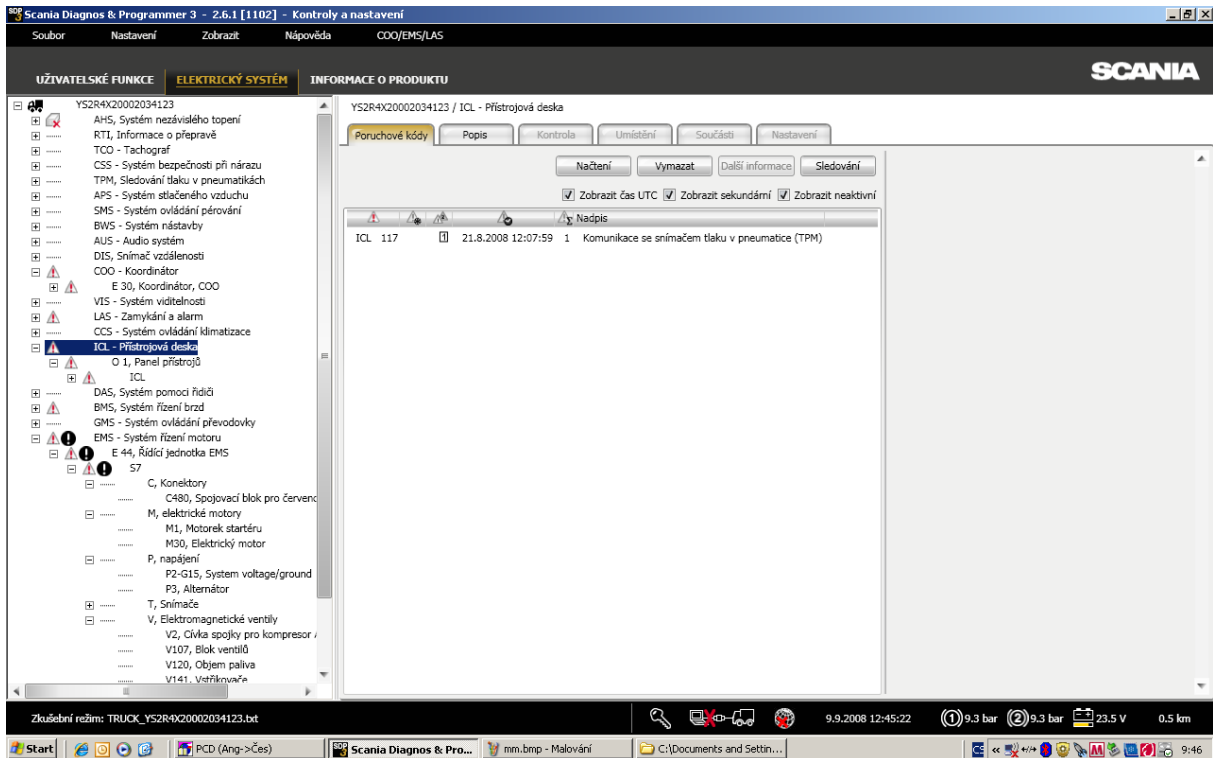 Scania Diagnos & Programmer 3 - 2.6.1 [1102] - Kontroly a nastavení
Soubor Nastavení Zobrazit Nápověda COO/EMS/LAS
UŽIVATELSKÉ FUNKCE ELEKTRICKÝ SYSTÉM INFORMACE O PRODUKTU
SCANIA
YS2R4X20002034123
AHS, Systém nezávislého topení
RTI, Informace o přepravě
TCO - Tachograf
CSS - Systém bezpečnosti při nárazu
TPM, Sledování tlaku v pneumatikách
APS - Systém stlačeného vzduchu
SMS - Systém ovládání pérování
BWS - Systém nástavby
AUS - Audio systém
DIS, Snímač vzdálenosti
COO - Koordinátor
E 30, Koordinátor, COO
VIS - Systém viditelnosti
LAS - Zamykání a alarm
CCS - Systém ovládání klimatizace
ICL - Přístrojová deska
O 1, Panel přístrojů
ICL
DAS, Systém pomoci řidiči
BMS, Systém řízení brzd
GMS - Systém ovládání převodovky
EMS - Systém řízení motoru
E 44, Řídící jednotka EMS
S7
C, Konektory
C480, Spojovací blok pro červeno
M, elektrické motory
M1, Motorek startéru
M30, Elektrický motor
P, napájení
P2-G15, System voltage/ground
P3, Alternátor
T, Snímače
V, Elektromagnetické ventily
V2, Cívka spojky pro kompresor
V107, Blok ventilů
V120, Objem paliva
V141, Vstřikovače
YS2R4X20002034123 / ICL - Přístrojová deska
Poruchové kódy Popis Kontrola Umístění Součásti Nastavení
Načtení Vymazat Další informace Sledování
Zobrazit čas UTC Zobrazit sekundární Zobrazit neaktivní
Nadpis
ICL 117 1 21.8.2008 12:07:59 1 Komunikace se snímačem tlaku v pneumatice (TPM)
Zkušební režim: TRUCK_YS2R4X20002034123.txt 9.9.2008 12:45:22 1 9.3 bar 2 9.3 bar 23.5 V 0.5 km
Start PCD (Ang->Čes) Scania Diagnos & Pro... mm.bmp - Malování C:\Documents and Settin... CS 9:46